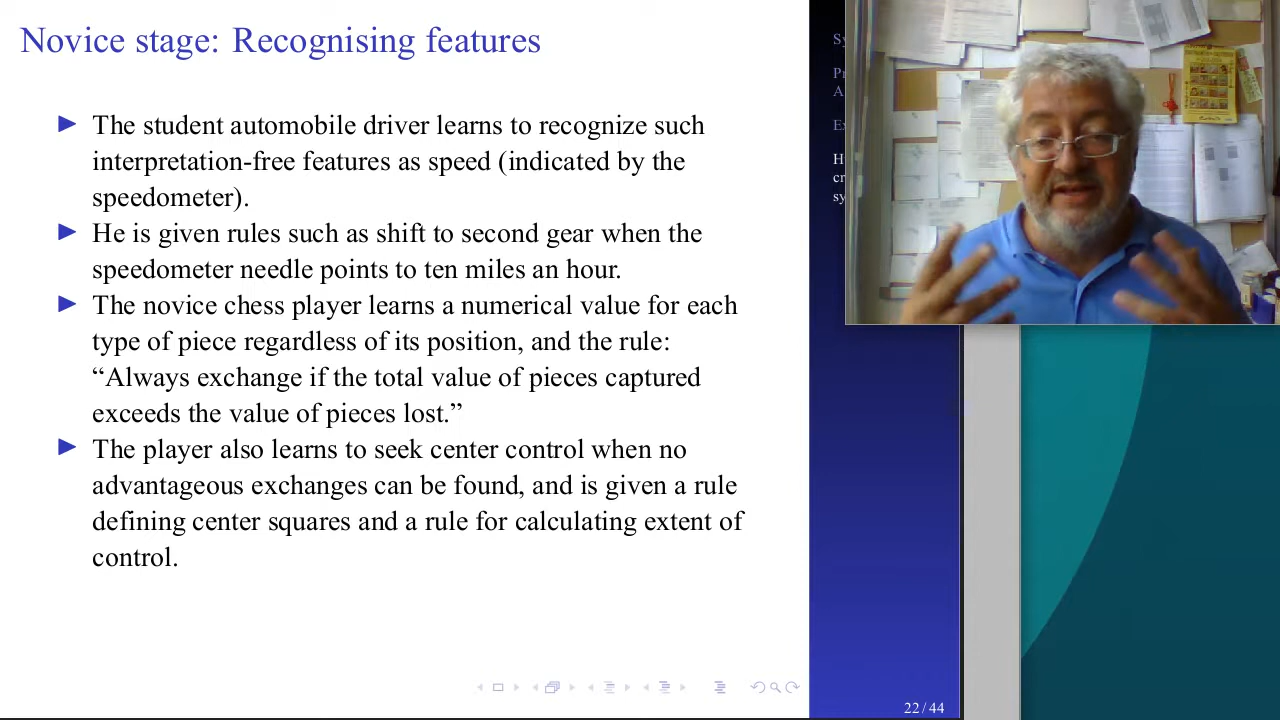 Novice stage: Recognising features
The student automobile driver learns to recognize such
interpretation-free features as speed (indicated by the
speedometer).
He is given rules such as shift to second gear when the
speedometer needle points to ten miles an hour.
The novice chess player learns a numerical value for each
type of piece regardless of its position, and the rule:
“Always exchange if the total value of pieces captured
exceeds the value of pieces lost.”
The player also learns to seek center control when no
advantageous exchanges can be found, and is given a rule
defining center squares and a rule for calculating extent of
control.
22 / 44